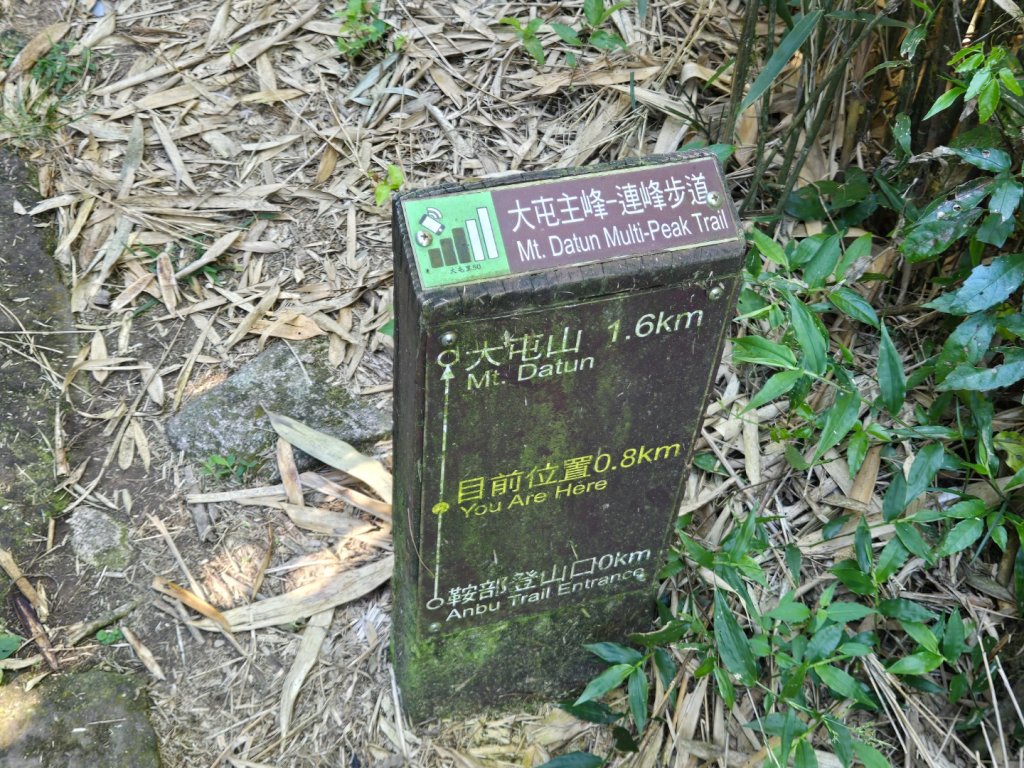 大屯主峰-連峰步道
Mt. Datun Multi-Peak Trail
大屯山 1.6km
Mt. Datun
目前位置0.8km
You Are Here
鞍部登山口0km
Anbu Trail Entrance